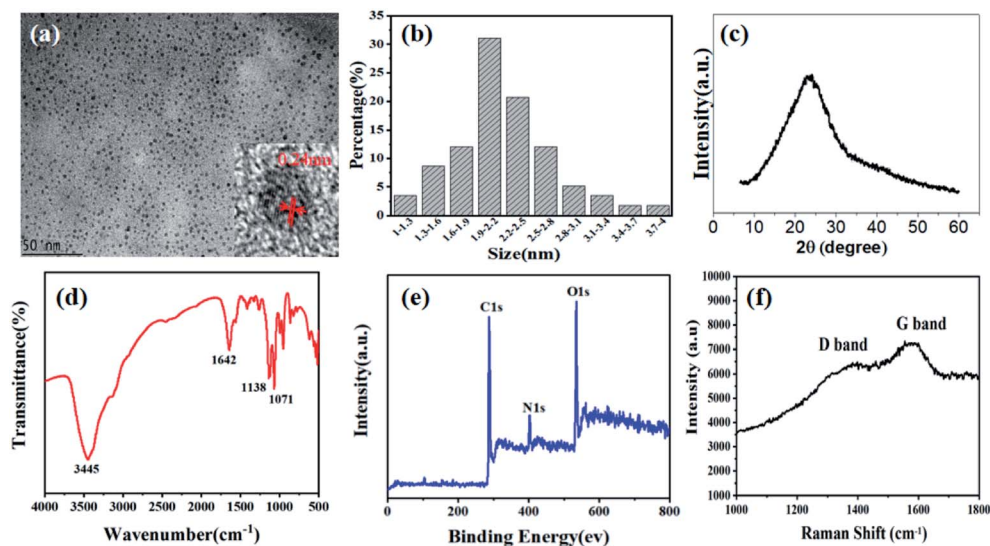 (a)
0.24nm
50 nm
(b)
Percentage(%)
35
30
25
20
15
10
5
0
1-1.3
1.3-1.6
1.6-1.9
1.9-2.2
2.2-2.5
2.5-2.8
2.8-3.1
3.1-3.4
3.4-3.7
3.7-4
Size(nm)
(c)
Intensity(a.u.)
0 10 20 30 40 50 60
2θ (degree)
(d)
Transmittance(%)
1642
1138
1071
3445
4000 3500 3000 2500 2000 1500 1000 500
Wavenumber(cm⁻¹)
(e)
Intensity(a.u.)
C1s
N1s
O1s
0 200 400 600 800
Binding Energy(ev)
(f)
Intensity (a.u)
10000
9000
8000
7000
6000
5000
4000
3000
2000
1000
D band
G band
1000 1200 1400 1600 1800
Raman Shift (cm⁻¹)